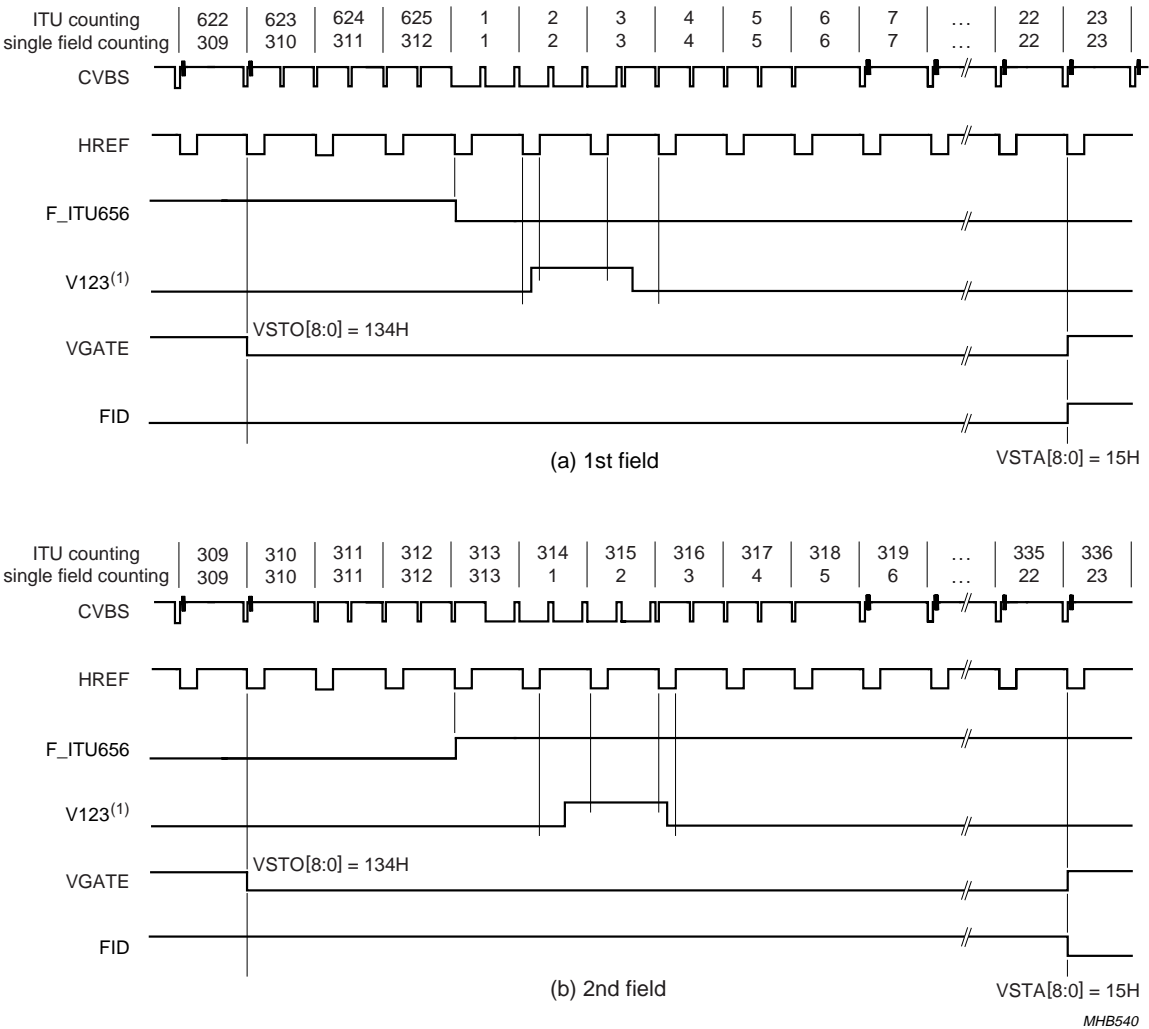 ITU counting 622 623 624 625 1 2 3 4 5 6 7 ... 22 23
single field counting 309 310 311 312 1 2 3 4 5 6 7 ... 22 23
CVBS
HREF
F_ITU656
V123(1)
VSTO[8:0] = 134H
VGATE
FID
(a) 1st field
VSTA[8:0] = 15H
ITU counting 309 310 311 312 313 314 315 316 317 318 319 ... 335 336
single field counting 309 310 311 312 313 1 2 3 4 5 6 ... 22 23
CVBS
HREF
F_ITU656
V123(1)
VSTO[8:0] = 134H
VGATE
FID
(b) 2nd field
VSTA[8:0] = 15H
MHB540